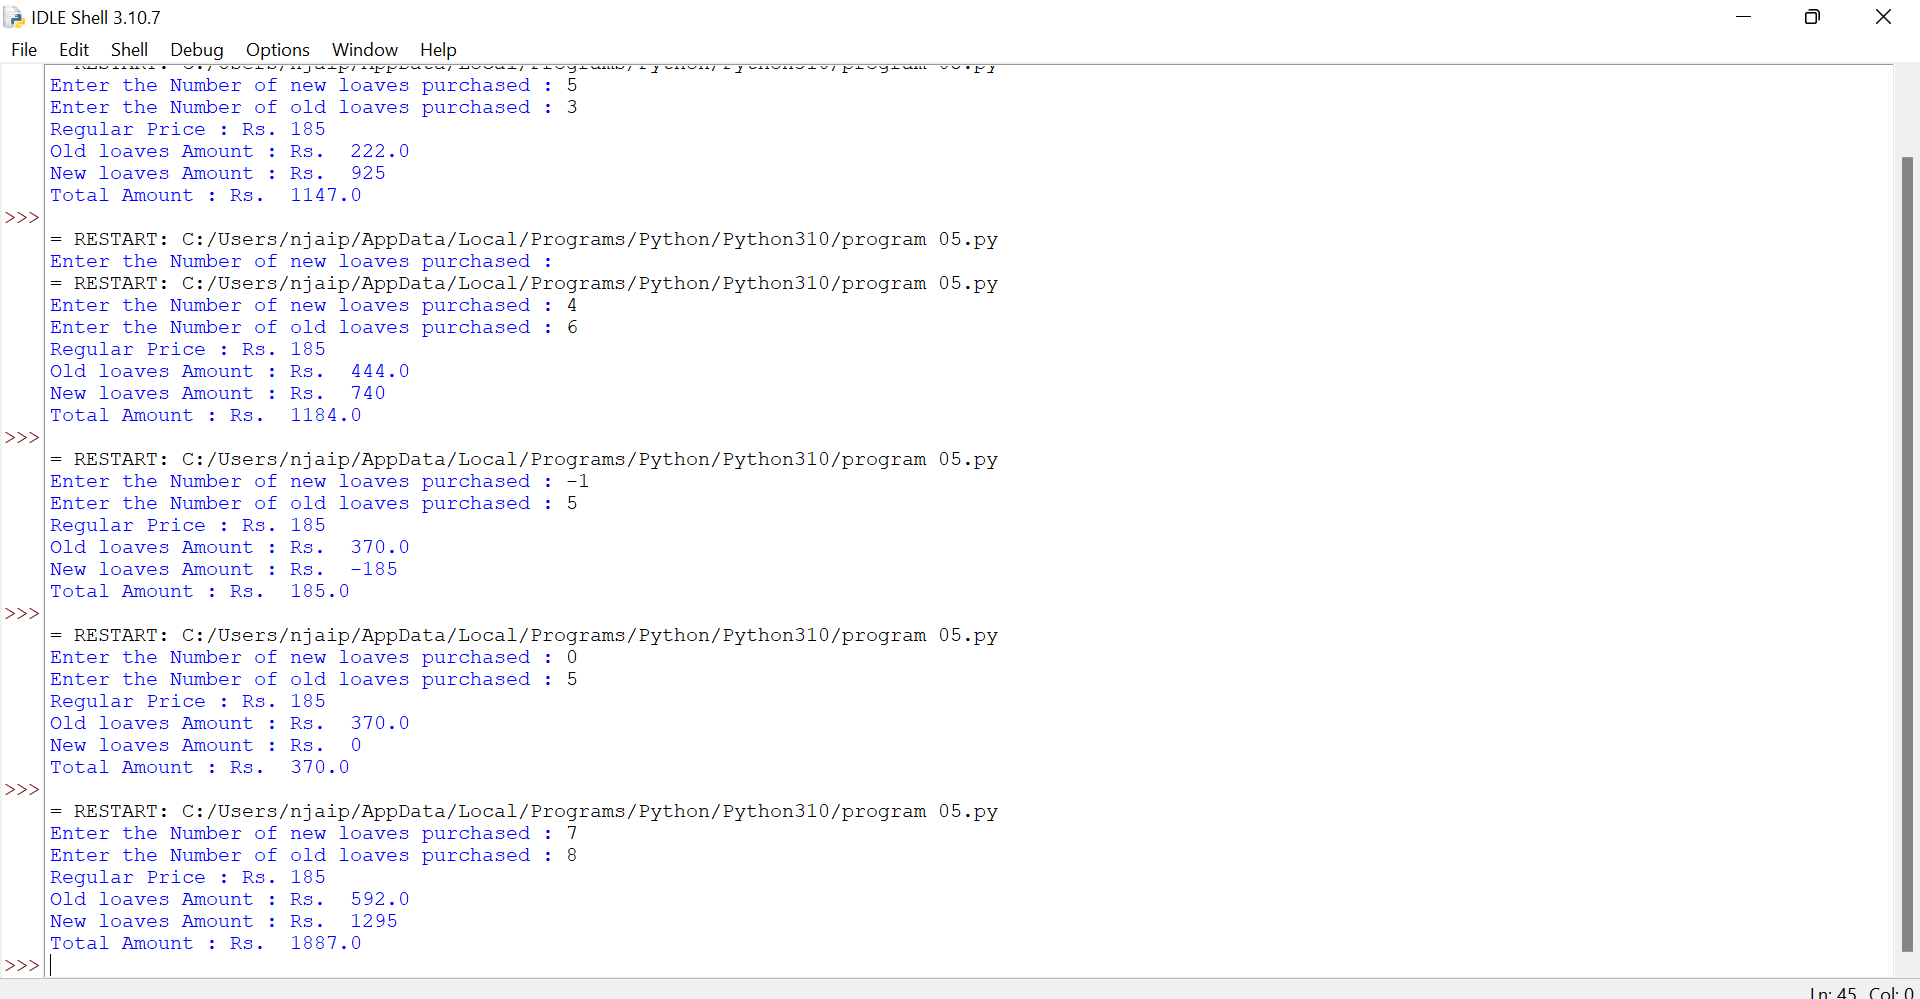 IDLE Shell 3.10.7
File Edit Shell Debug Options Window Help
= RESTART: C:/Users/njaip/AppData/Local/Programs/Python/Python310/program 05.py
Enter the Number of new loaves purchased : 5
Enter the Number of old loaves purchased : 3
Regular Price : Rs. 185
Old loaves Amount : Rs.  222.0
New loaves Amount : Rs.  925
Total Amount : Rs.  1147.0
>>>
= RESTART: C:/Users/njaip/AppData/Local/Programs/Python/Python310/program 05.py
Enter the Number of new loaves purchased :
= RESTART: C:/Users/njaip/AppData/Local/Programs/Python/Python310/program 05.py
Enter the Number of new loaves purchased : 4
Enter the Number of old loaves purchased : 6
Regular Price : Rs. 185
Old loaves Amount : Rs.  444.0
New loaves Amount : Rs.  740
Total Amount : Rs.  1184.0
>>>
= RESTART: C:/Users/njaip/AppData/Local/Programs/Python/Python310/program 05.py
Enter the Number of new loaves purchased : -1
Enter the Number of old loaves purchased : 5
Regular Price : Rs. 185
Old loaves Amount : Rs.  370.0
New loaves Amount : Rs.  -185
Total Amount : Rs.  185.0
>>>
= RESTART: C:/Users/njaip/AppData/Local/Programs/Python/Python310/program 05.py
Enter the Number of new loaves purchased : 0
Enter the Number of old loaves purchased : 5
Regular Price : Rs. 185
Old loaves Amount : Rs.  370.0
New loaves Amount : Rs.  0
Total Amount : Rs.  370.0
>>>
= RESTART: C:/Users/njaip/AppData/Local/Programs/Python/Python310/program 05.py
Enter the Number of new loaves purchased : 7
Enter the Number of old loaves purchased : 8
Regular Price : Rs. 185
Old loaves Amount : Rs.  592.0
New loaves Amount : Rs.  1295
Total Amount : Rs.  1887.0
>>>
Ln: 45 Col: 0